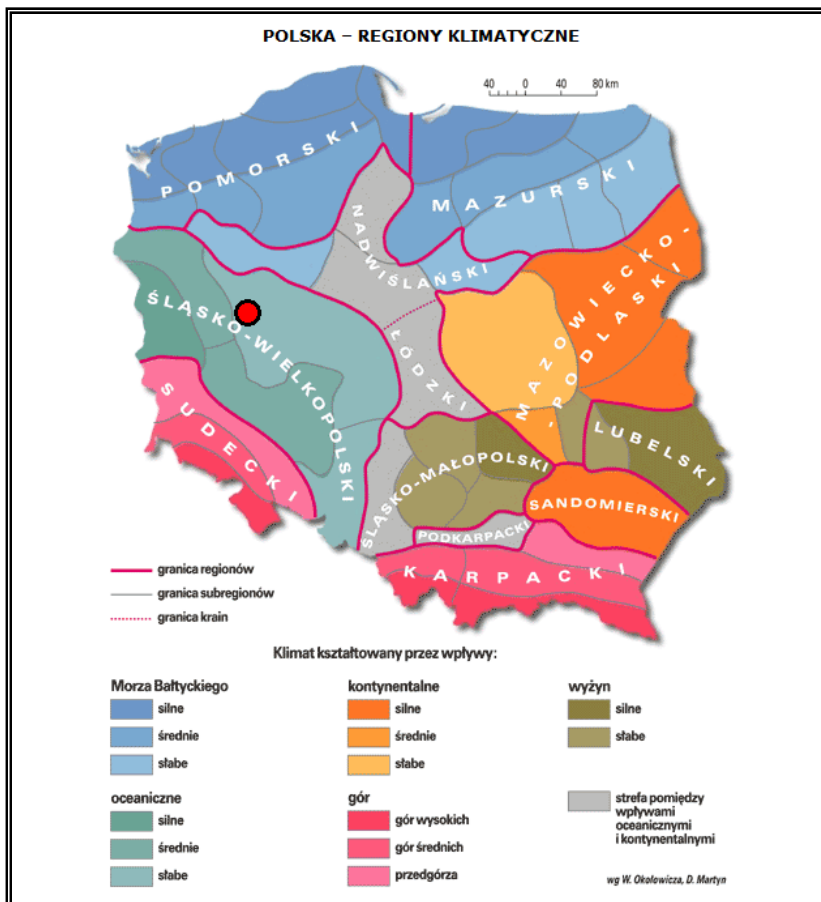 POLSKA – REGIONY KLIMATYCZNE
40 0 40 80 km
POMORSKI
MAZURSKI
NADWIŚLAŃSKI
MAZOWIECKO-
-PODLASKI
ŚLĄSKO-WIELKOPOLSKI
ŁÓDZKI
SUDECKI
LUBELSKI
ŚLĄSKO-MAŁOPOLSKI
SANDOMIERSKI
PODKARPACKI
KARPACKI
granica regionów
granica subregionów
granica krain
Klimat kształtowany przez wpływy:
Morza Bałtyckiego
silne
średnie
słabe
kontynentalne
silne
średnie
słabe
wyżyn
silne
słabe
oceaniczne
silne
średnie
słabe
gór
gór wysokich
gór średnich
przedgórza
strefa pomiędzy
wpływami
oceanicznymi
i kontynentalnymi
wg W. Okołowicza, D. Martyn